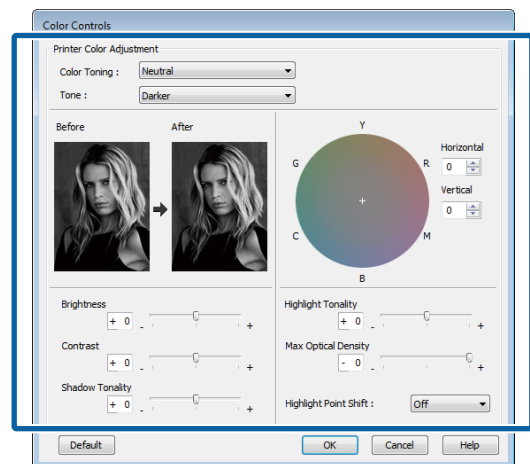 Color Controls
Printer Color Adjustment
Color Toning : Neutral
Tone : Darker
Before After
Y
G R
C M
B
Horizontal
0
Vertical
0
Brightness
+ 0 - +
Contrast
+ 0 - +
Shadow Tonality
+ 0 - +
Highlight Tonality
+ 0 - +
Max Optical Density
- 0 - +
Highlight Point Shift : Off
Default OK Cancel Help